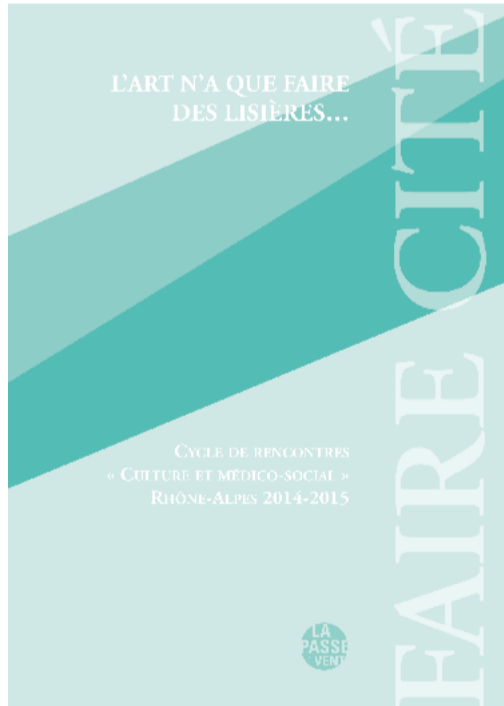 L'ART N'A QUE FAIRE
DES LISIÈRES...
FAIRE CITÉ
CYCLE DE RENCONTRES
« CULTURE ET MÉDICO-SOCIAL »
RHÔNE-ALPES 2014-2015
LA
PASSE
VENT